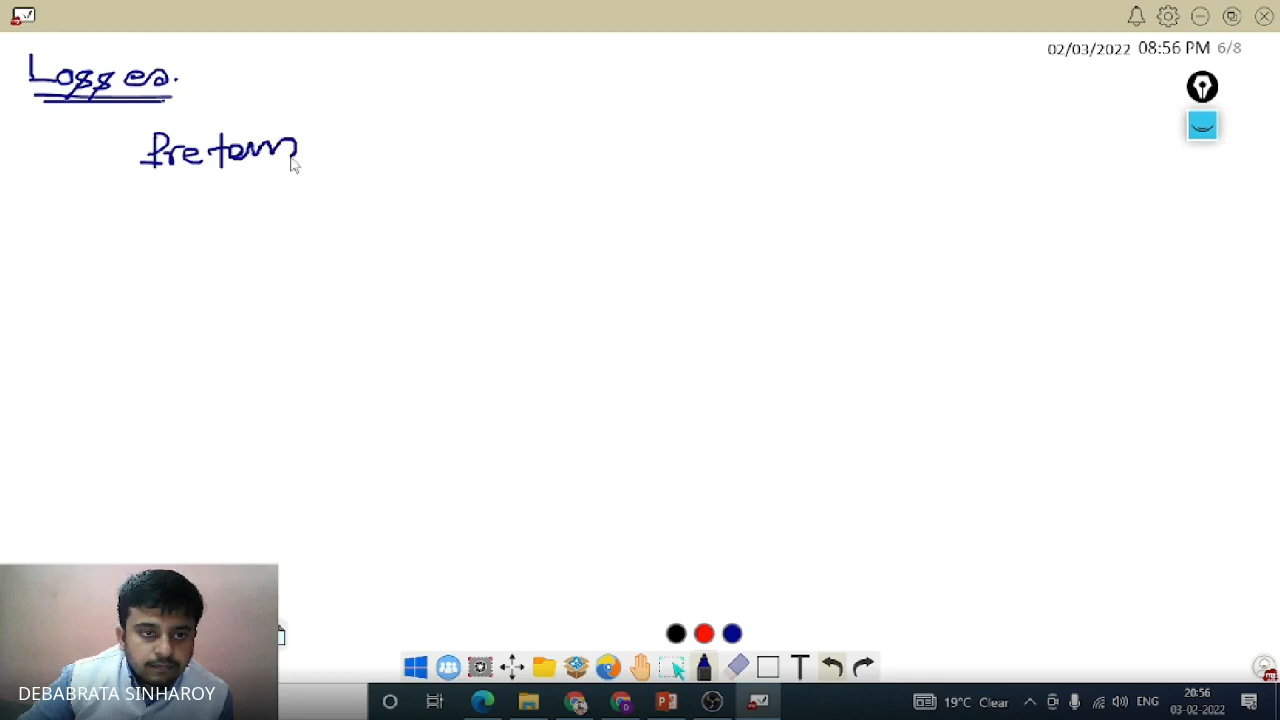 02/03/2022 08:56 PM 6/8
Losses.
Preterm
DEBABRATA SINHAROY
19°C Clear
ENG
20:56
03-02-2022